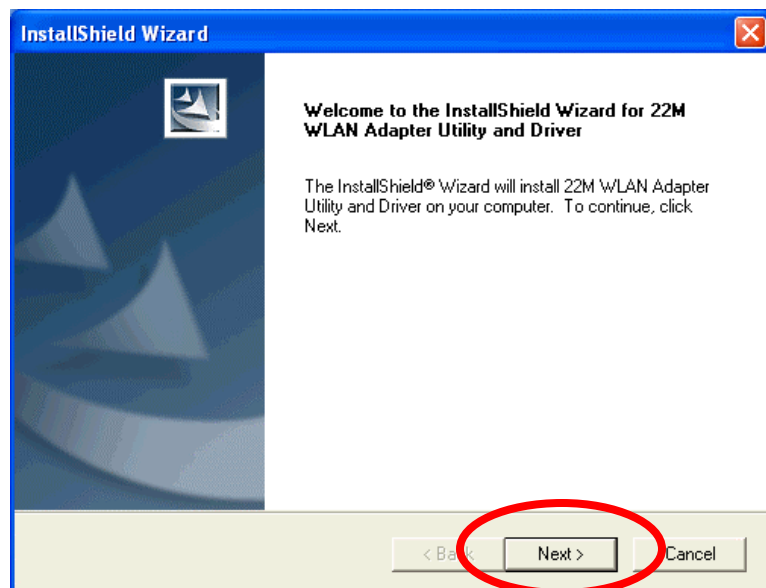 InstallShield Wizard
Welcome to the InstallShield Wizard for 22M
WLAN Adapter Utility and Driver
The InstallShield® Wizard will install 22M WLAN Adapter
Utility and Driver on your computer. To continue, click
Next.
< Back
Next >
Cancel